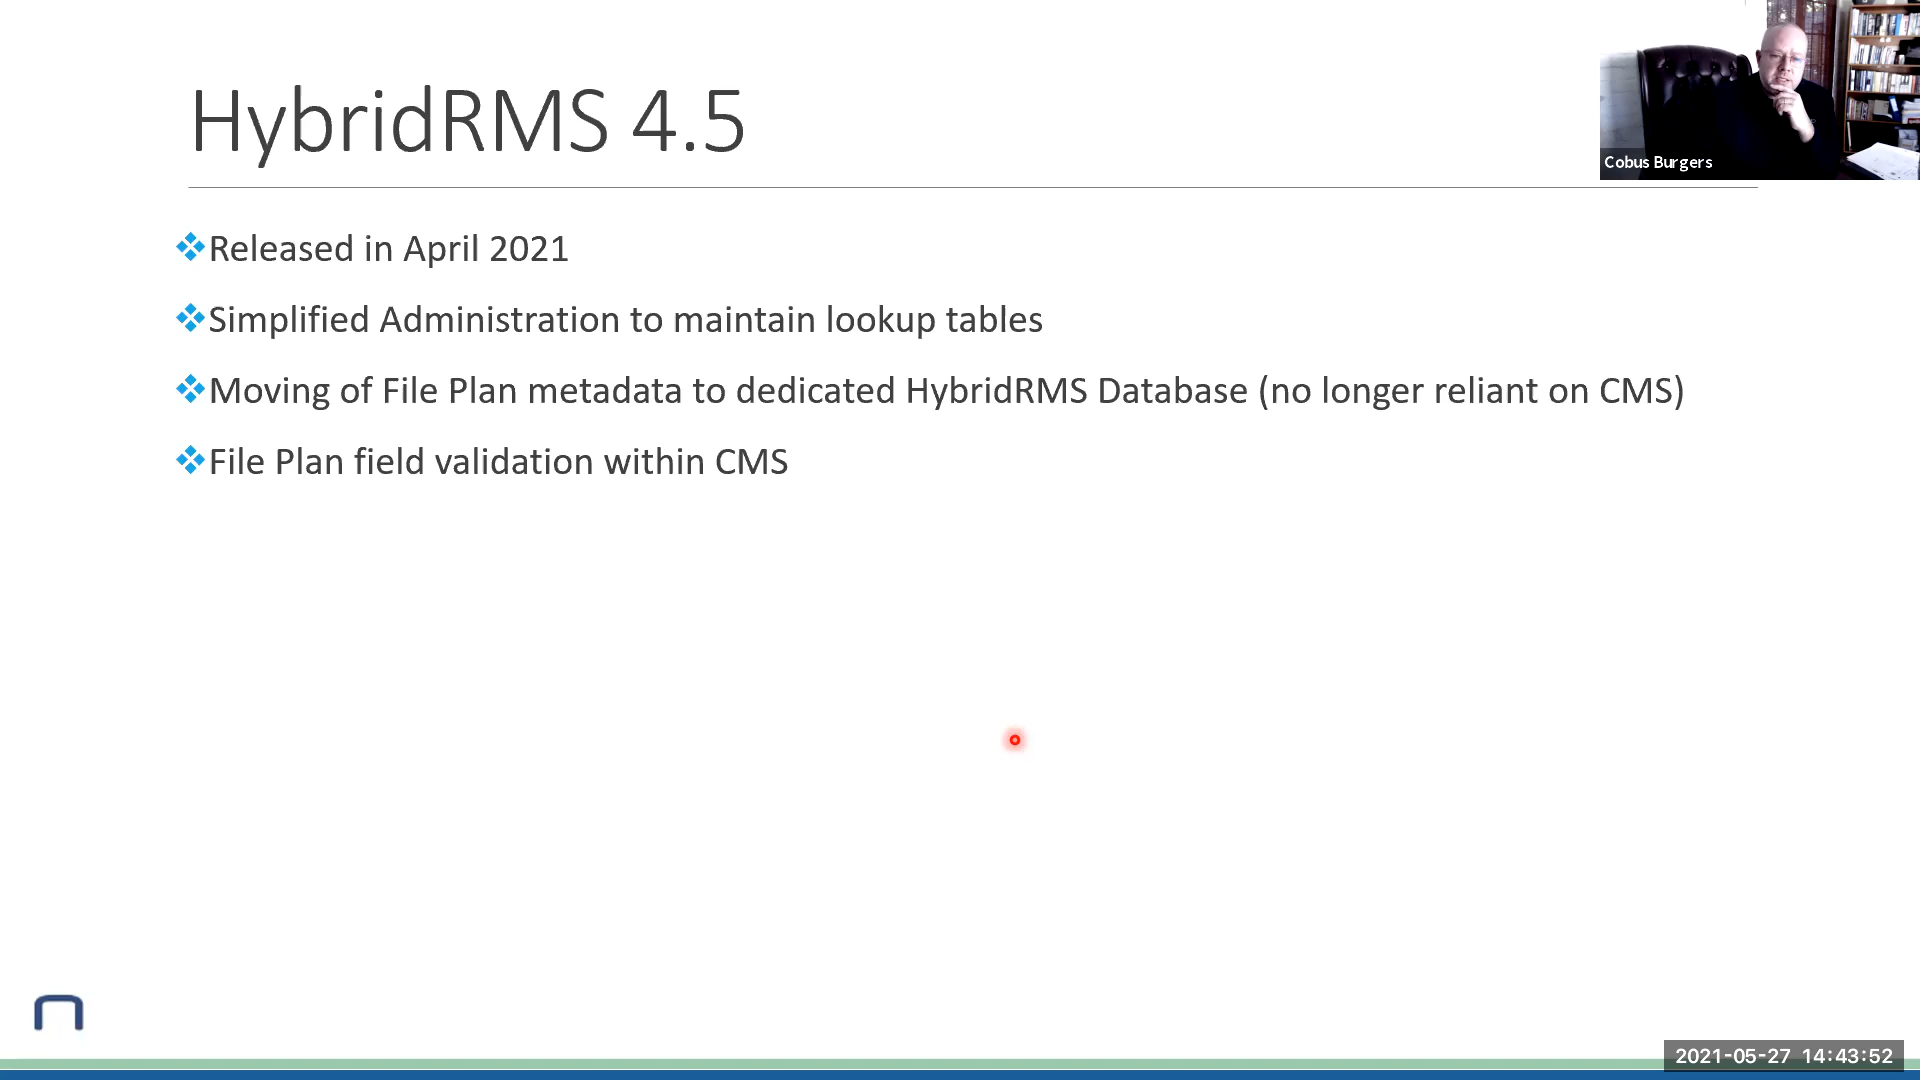 HybridRMS 4.5
Cobus Burgers
Released in April 2021
Simplified Administration to maintain lookup tables
Moving of File Plan metadata to dedicated HybridRMS Database (no longer reliant on CMS)
File Plan field validation within CMS
2021-05-27 14:43:52